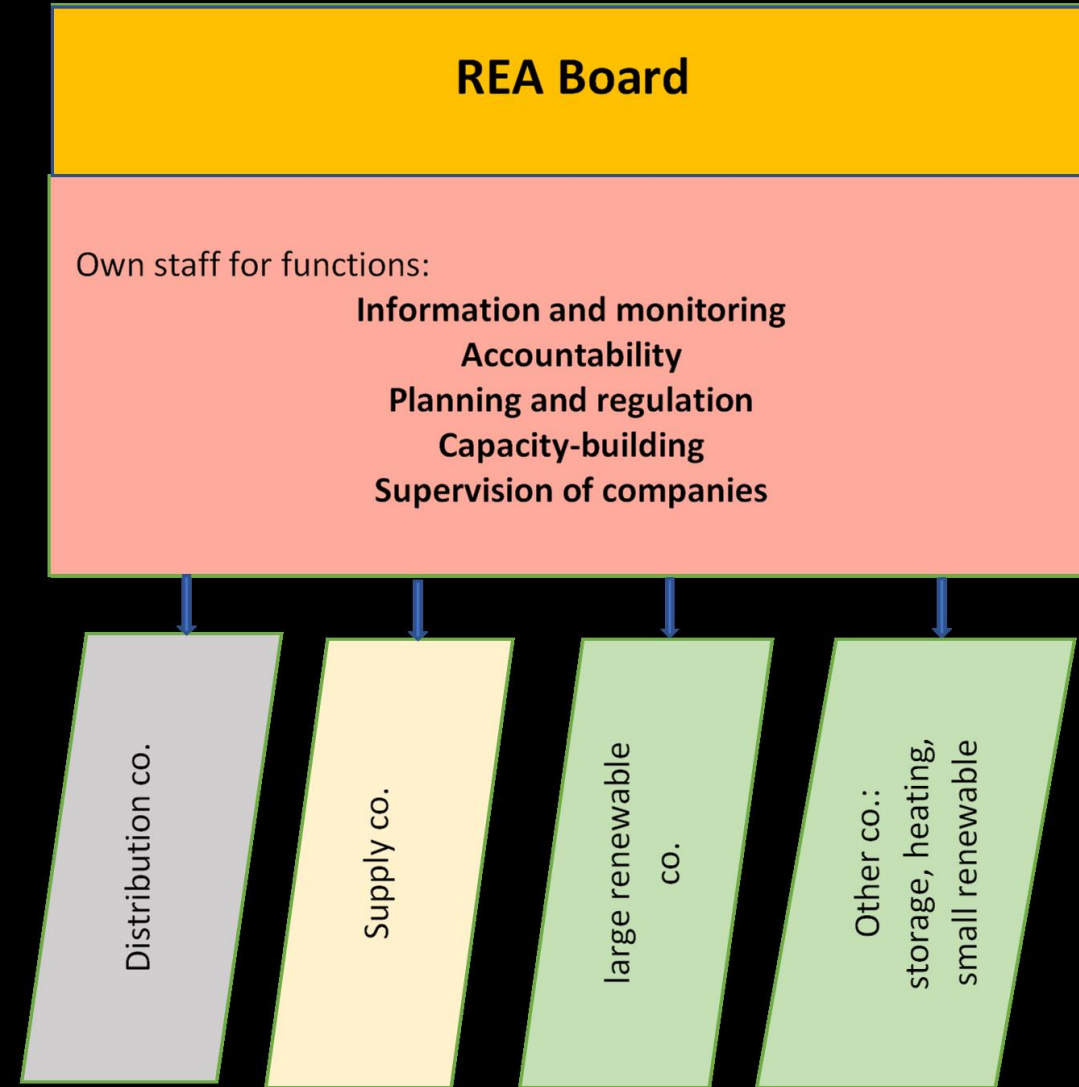 REA Board
Own staff for functions:
Information and monitoring
Accountability
Planning and regulation
Capacity-building
Supervision of companies
Distribution co.
Supply co.
large renewable
co.
Other co.:
storage, heating,
small renewable